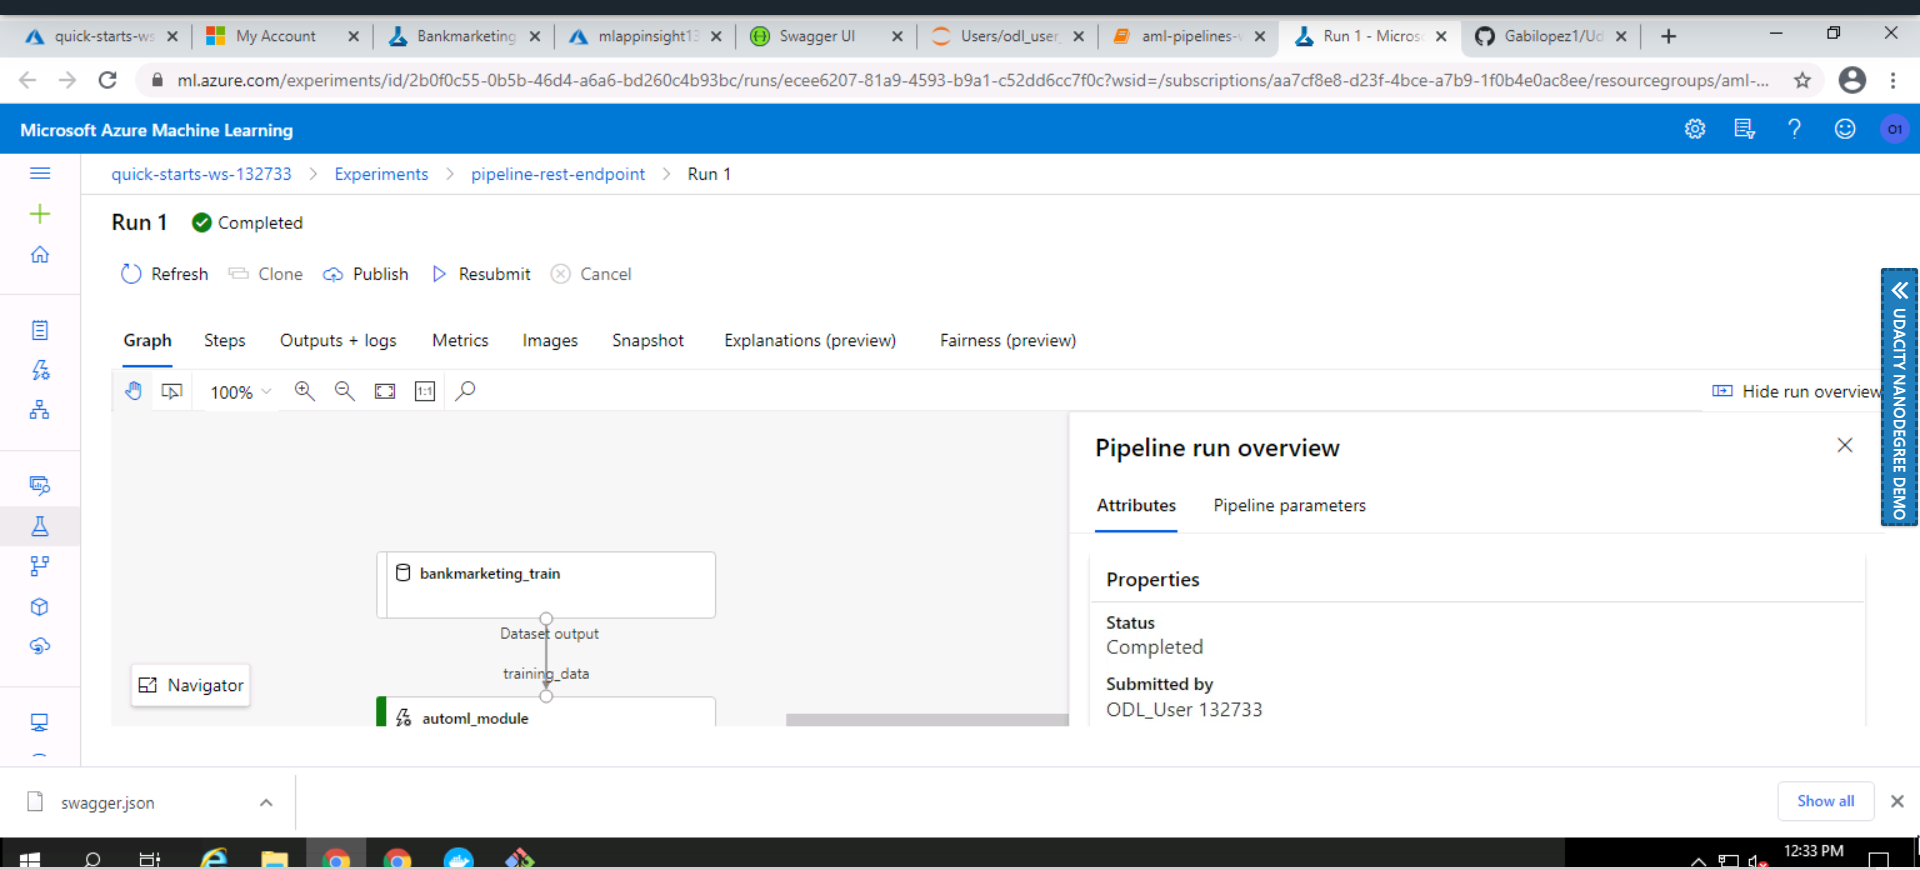 quick-starts-ws
My Account
Bankmarketing
mlappinsight13
Swagger UI
Users/odl_user_
aml-pipelines-w
Run 1 - Microso
Gabilopez1/Ud
ml.azure.com/experiments/id/2b0f0c55-0b5b-46d4-a6a6-bd260c4b93bc/runs/ecee6207-81a9-4593-b9a1-c52dd6cc7f0c?wsid=/subscriptions/aa7cf8e8-d23f-4bce-a7b9-1f0b4e0ac8ee/resourcegroups/aml-...
Microsoft Azure Machine Learning
O1
quick-starts-ws-132733 > Experiments > pipeline-rest-endpoint > Run 1
Run 1 Completed
Refresh Clone Publish Resubmit Cancel
Graph Steps Outputs + logs Metrics Images Snapshot Explanations (preview) Fairness (preview)
100% 1:1 Hide run overview
UDACITY NANODEGREE DEMO
Pipeline run overview
Attributes Pipeline parameters
Properties
Status
Completed
Submitted by
ODL_User 132733
bankmarketing_train
Dataset output
training_data
automl_module
Navigator
swagger.json
Show all
12:33 PM